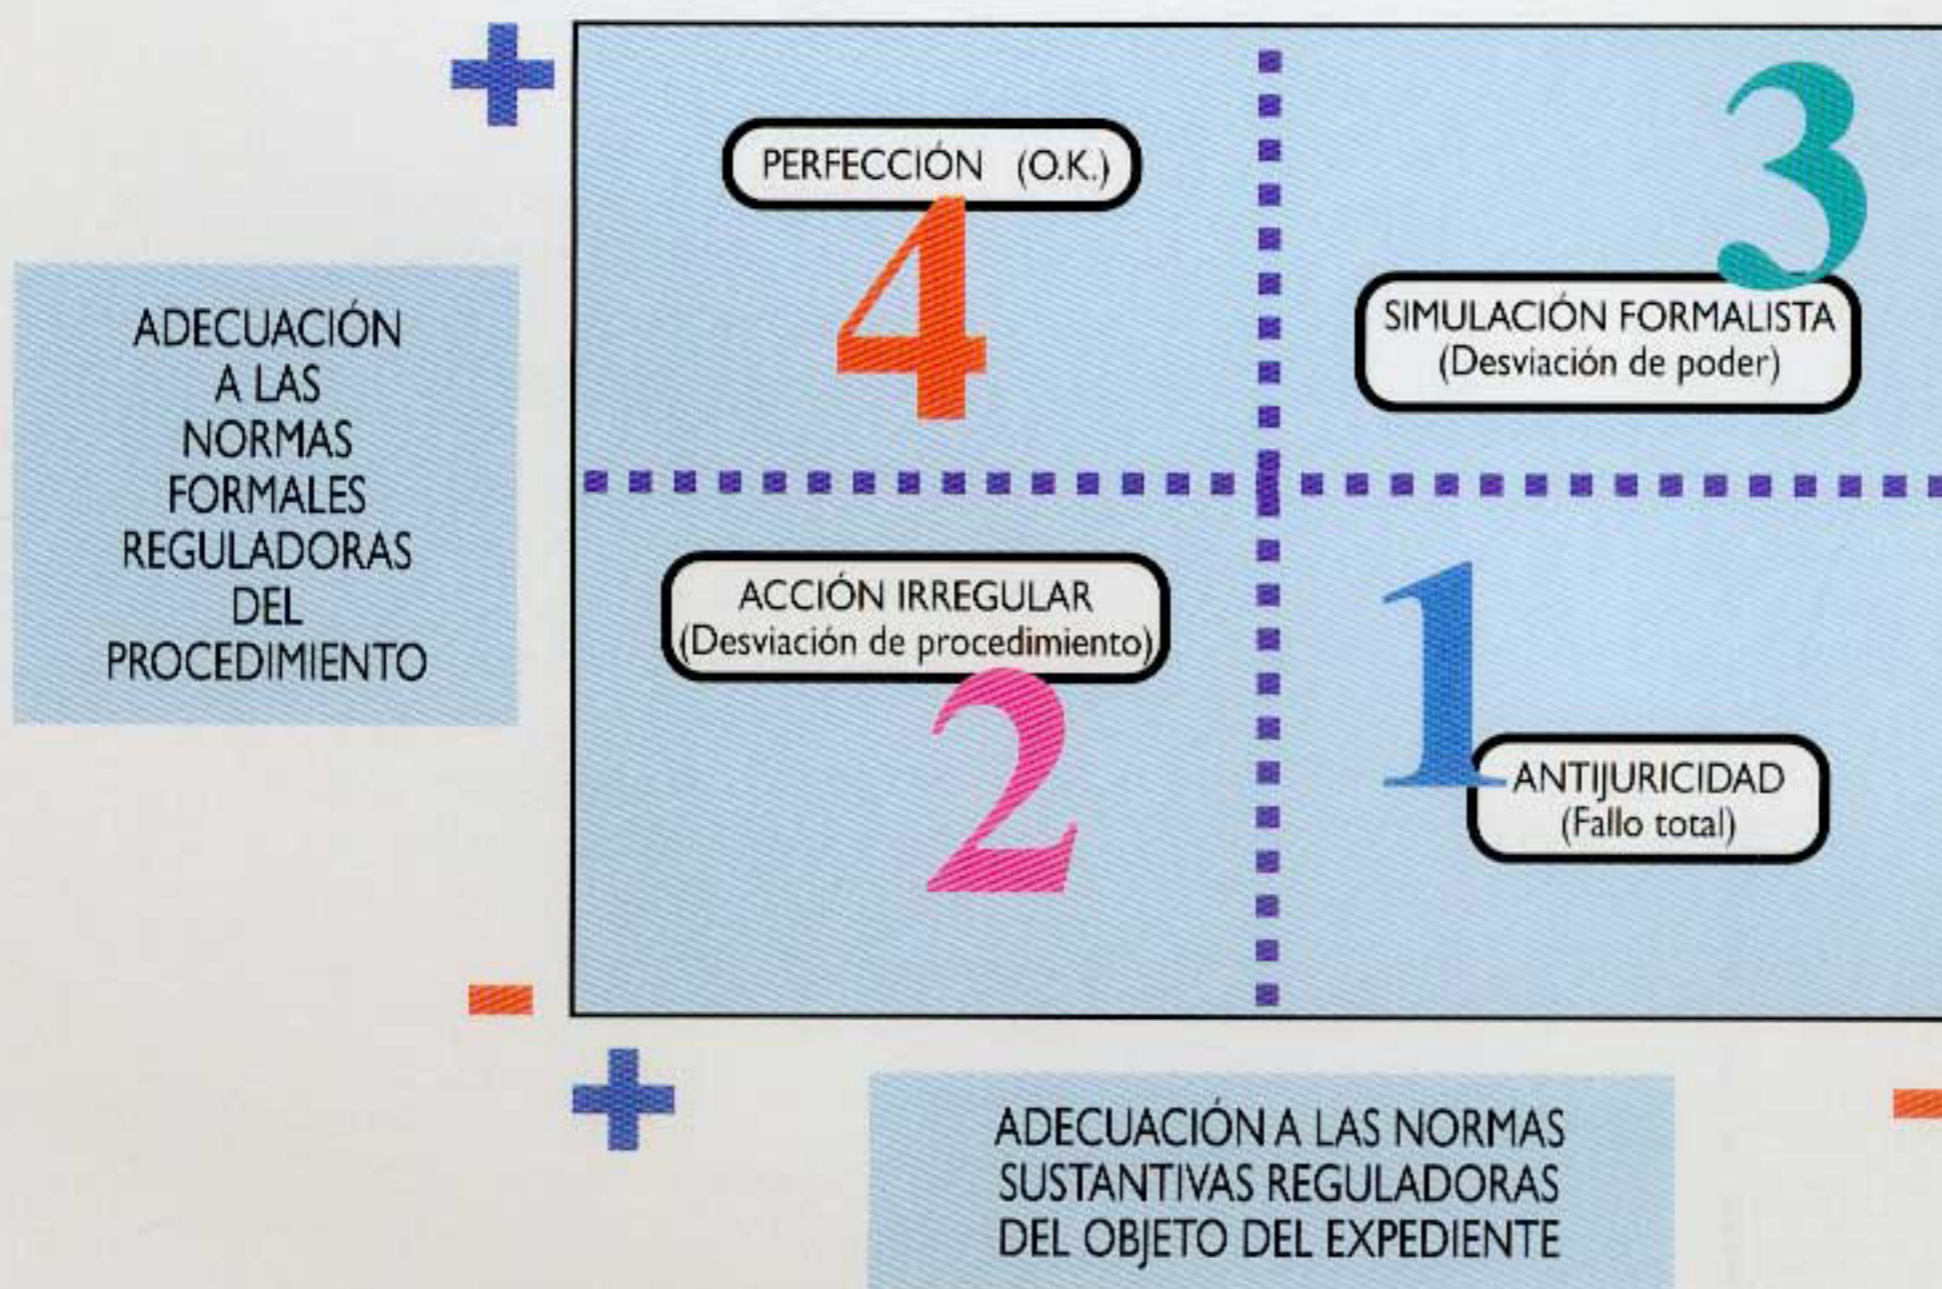 +
PERFECCIÓN (O.K.)
4
3
SIMULACIÓN FORMALISTA
(Desviación de poder)
ADECUACIÓN
A LAS
NORMAS
FORMALES
REGULADORAS
DEL
PROCEDIMIENTO
ACCIÓN IRREGULAR
(Desviación de procedimiento)
2
1
ANTIJURICIDAD
(Fallo total)
-
+
-
ADECUACIÓN A LAS NORMAS
SUSTANTIVAS REGULADORAS
DEL OBJETO DEL EXPEDIENTE